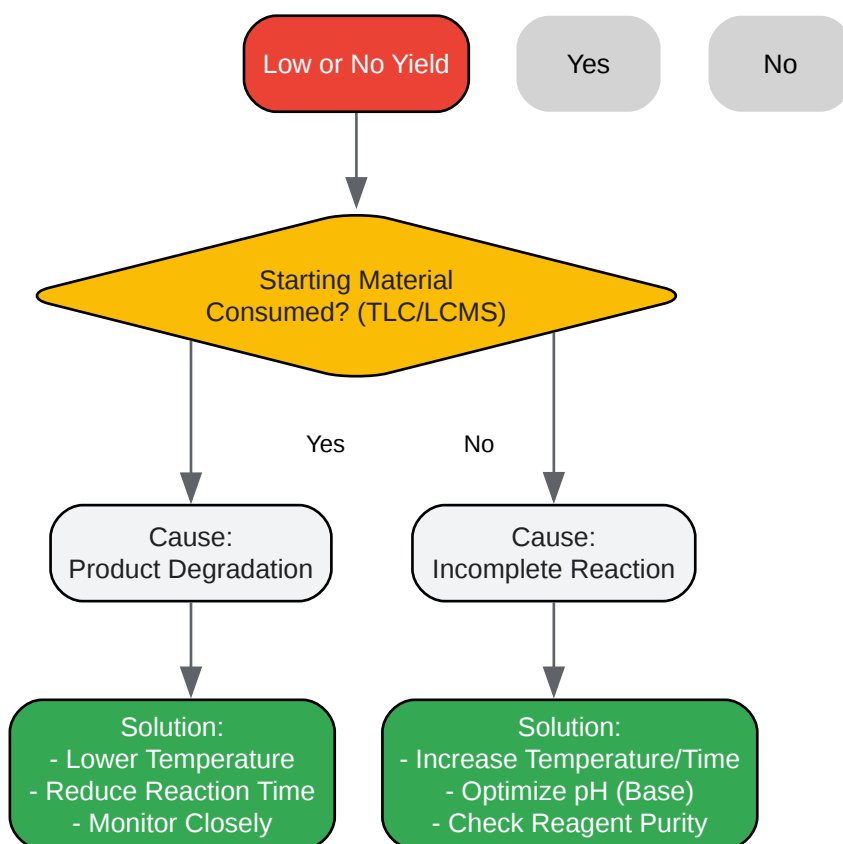 Low or No Yield
Yes
No
Starting Material
Consumed? (TLC/LCMS)
Yes
No
Cause:
Product Degradation
Cause:
Incomplete Reaction
Solution:
- Lower Temperature
- Reduce Reaction Time
- Monitor Closely
Solution:
- Increase Temperature/Time
- Optimize pH (Base)
- Check Reagent Purity